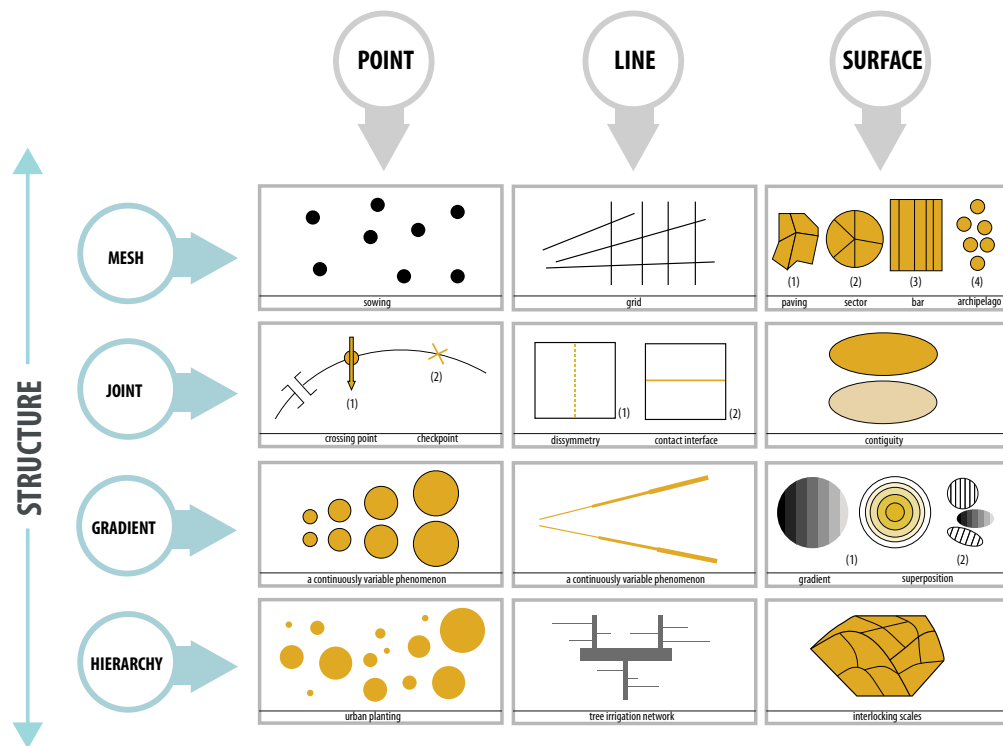 POINT LINE SURFACE
STRUCTURE
MESH
(1) (2) (3) (4)
sowing grid paving sector bar archipelago
JOINT
(1) (2) (1) (2)
crossing point checkpoint dissymmetry contact interface contiguity
GRADIENT
(1) (2)
a continuously variable phenomenon a continuously variable phenomenon gradient superposition
HIERARCHY
urban planting tree irrigation network interlocking scales